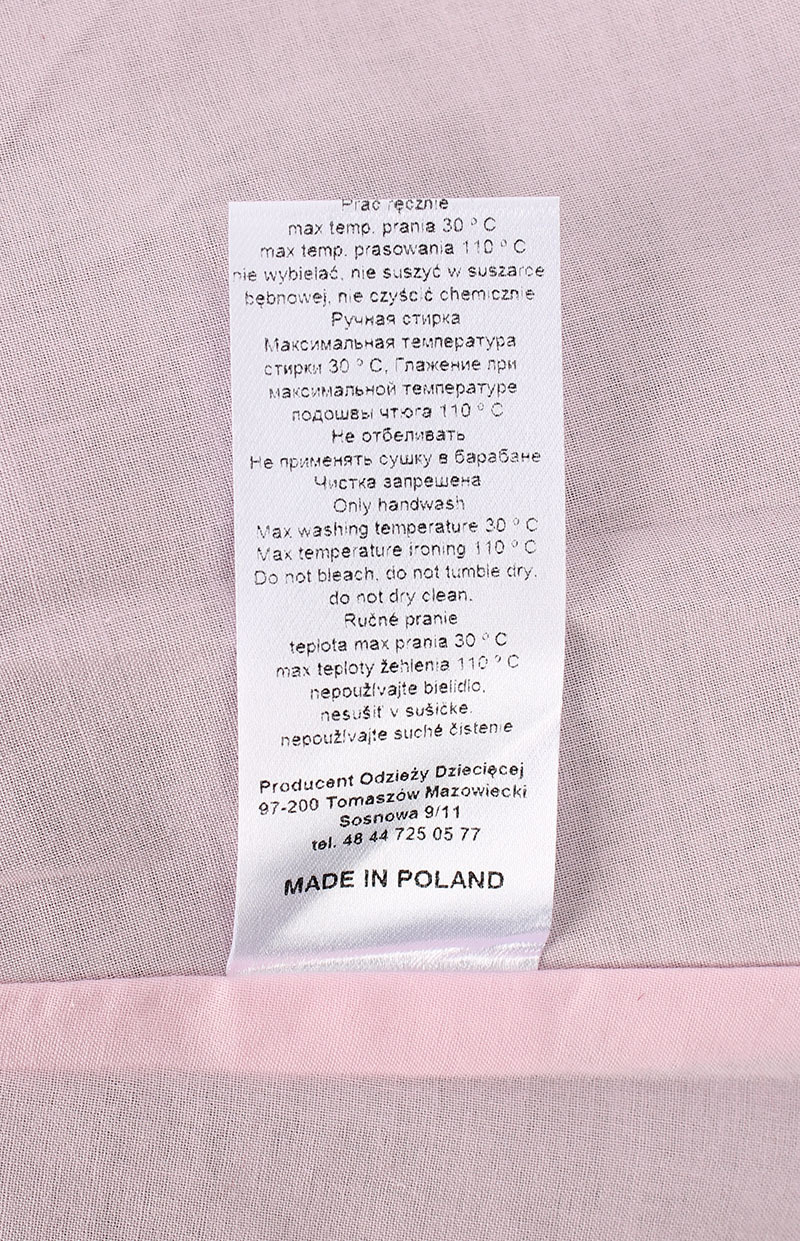 Prać ręcznie
max temp. prania 30 ° C
max temp. prasowania 110 ° C
nie wybielać, nie suszyć w suszarce
bębnowej, nie czyścić chemicznie
Ручная стирка
Максимальная température
стирки 30 ° C, Глажение при
максимальной температуре
подошвы чтюга 110 ° C
Не отбеливать
Не применять сушку в барабане
Чистка запрещена
Only handwash
Max washing temperature 30 ° C
Max temperature ironing 110 ° C
Do not bleach, do not tumble dry,
do not dry clean.
Ručné pranie
teplota max prania 30 ° C
max teploty žehlenia 110 ° C
nepoužívajte bielidlo,
nesušiť v sušičke.
nepoužívajte suché čistenie
Producent Odzieży Dziecięcej
97-200 Tomaszów Mazowiecki
Sosnowa 9/11
tel. 48 44 725 05 77
MADE IN POLAND